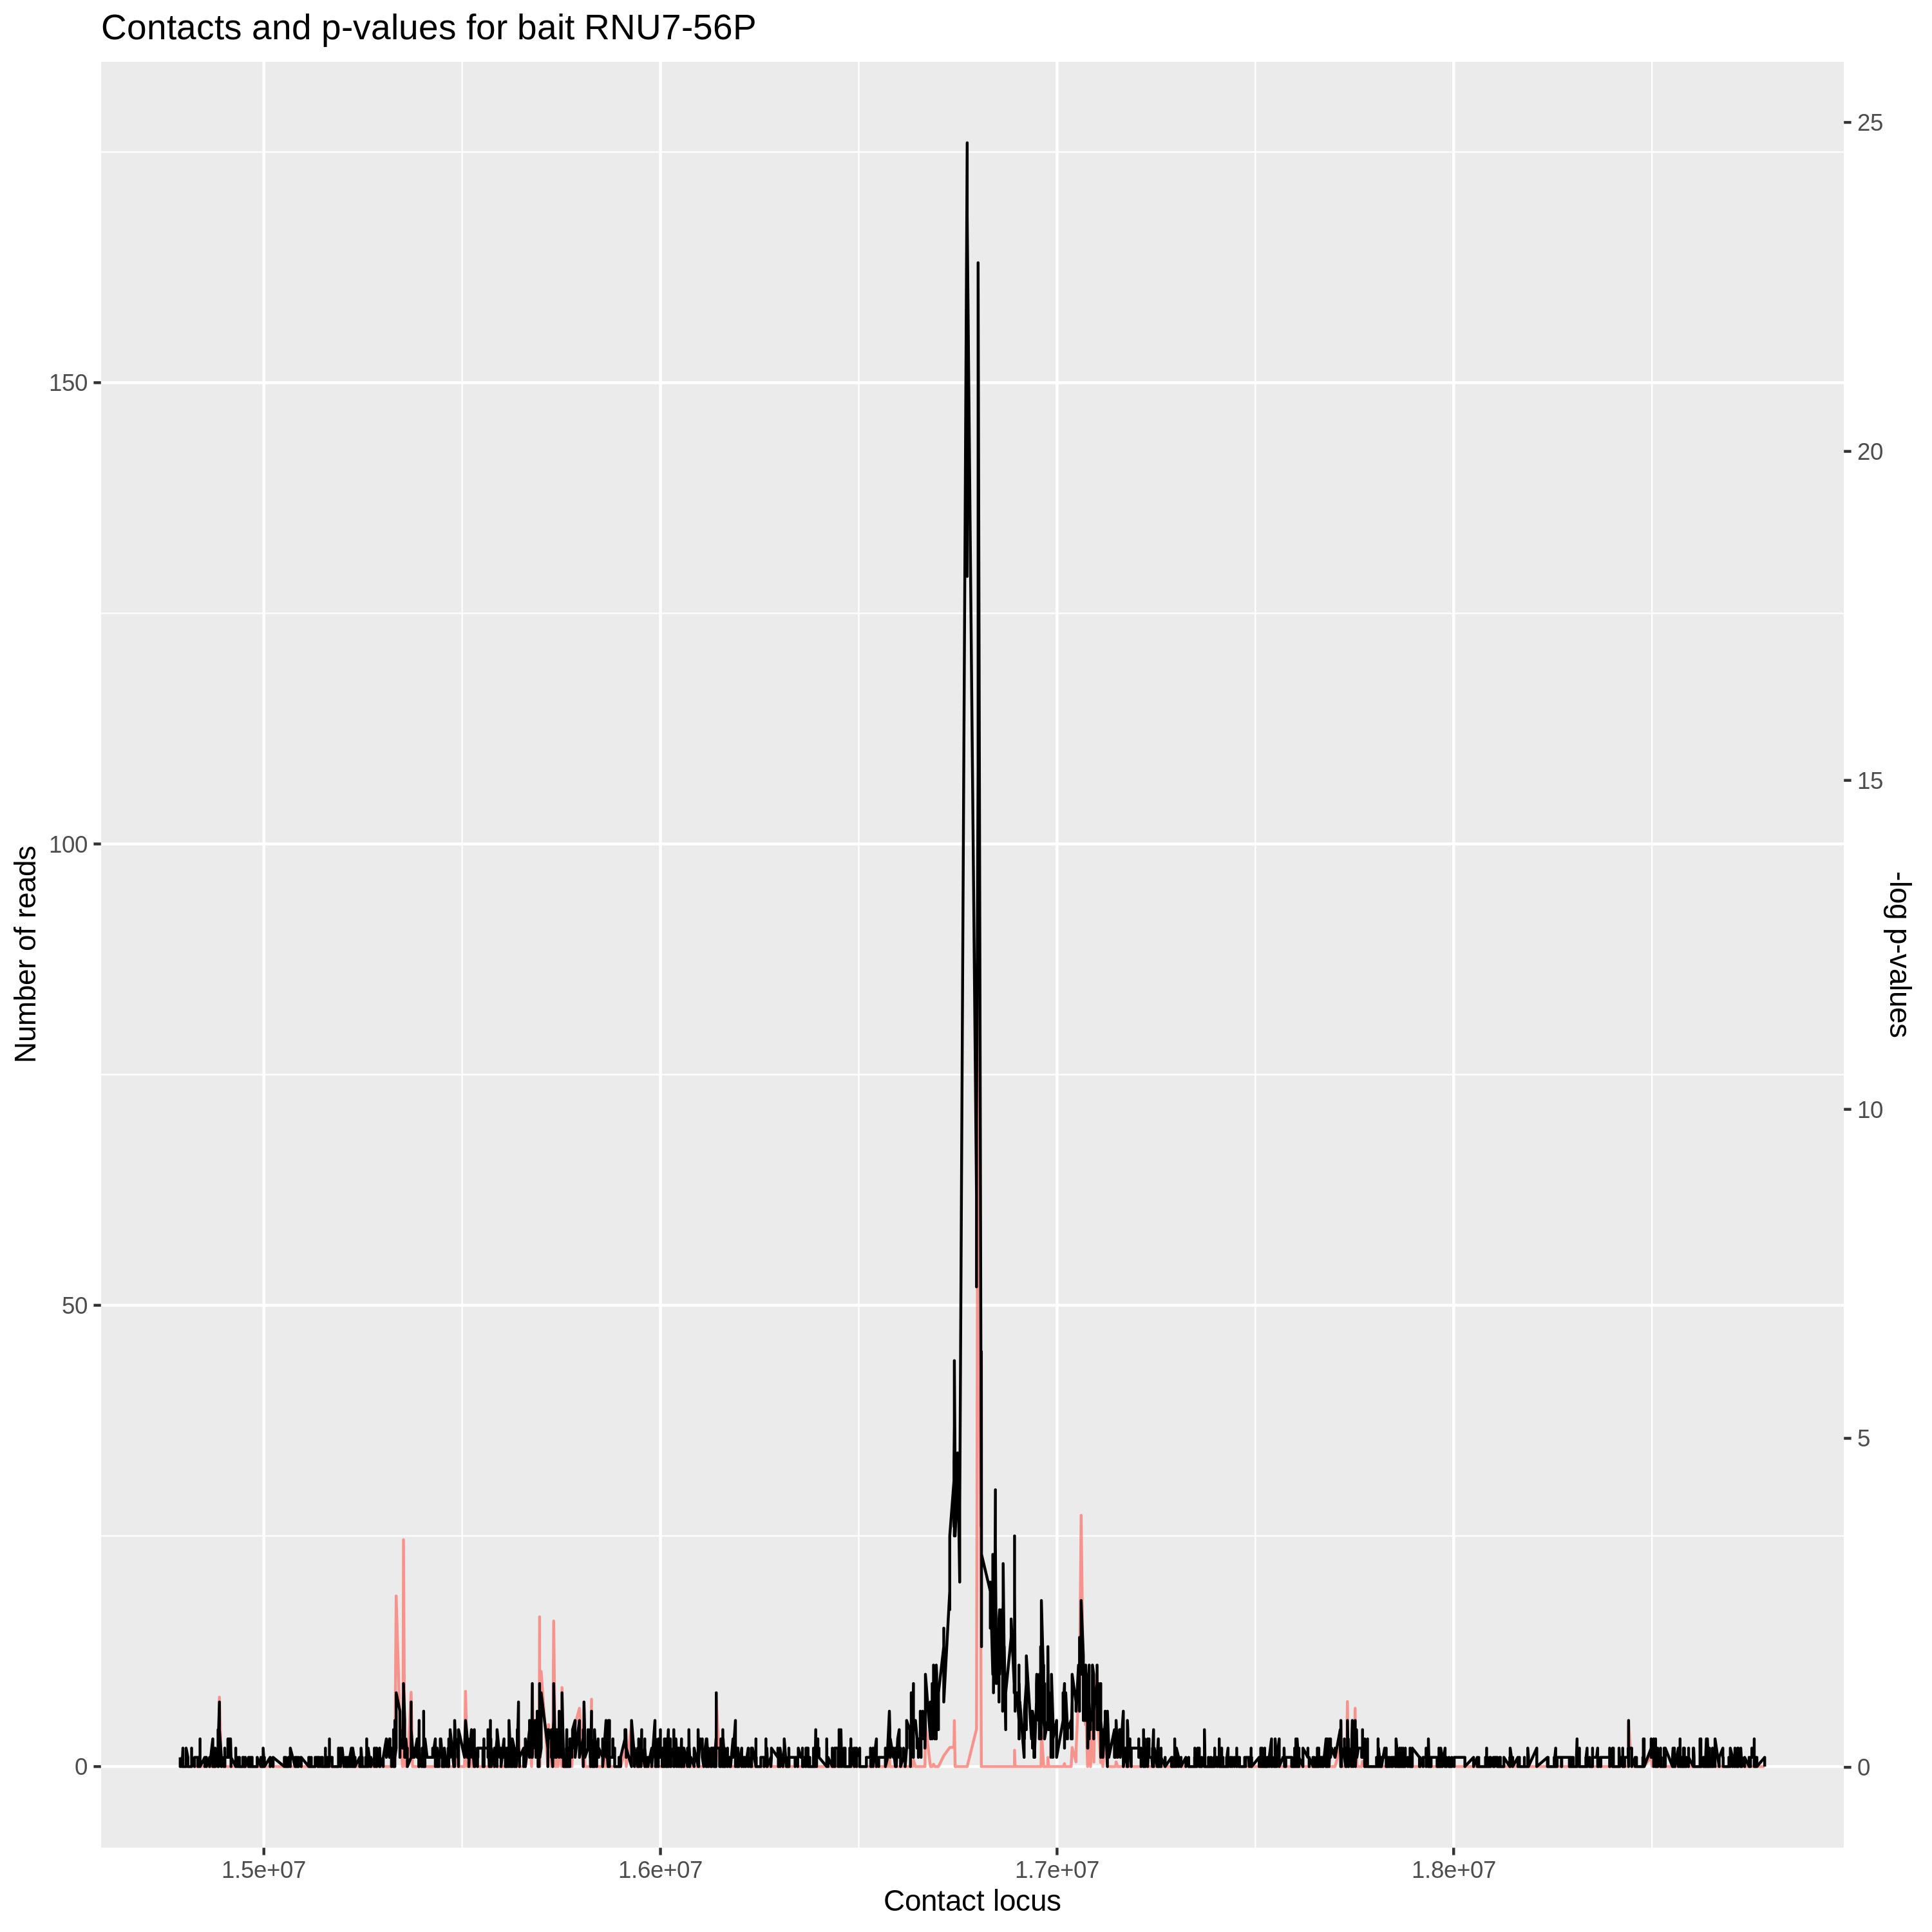 Contacts and p-values for bait RNU7-56P
Number of reads
150
100
50
0
25
20
15
10
5
0
-log p-values
1.5e+07
1.6e+07
1.7e+07
1.8e+07
Contact locus